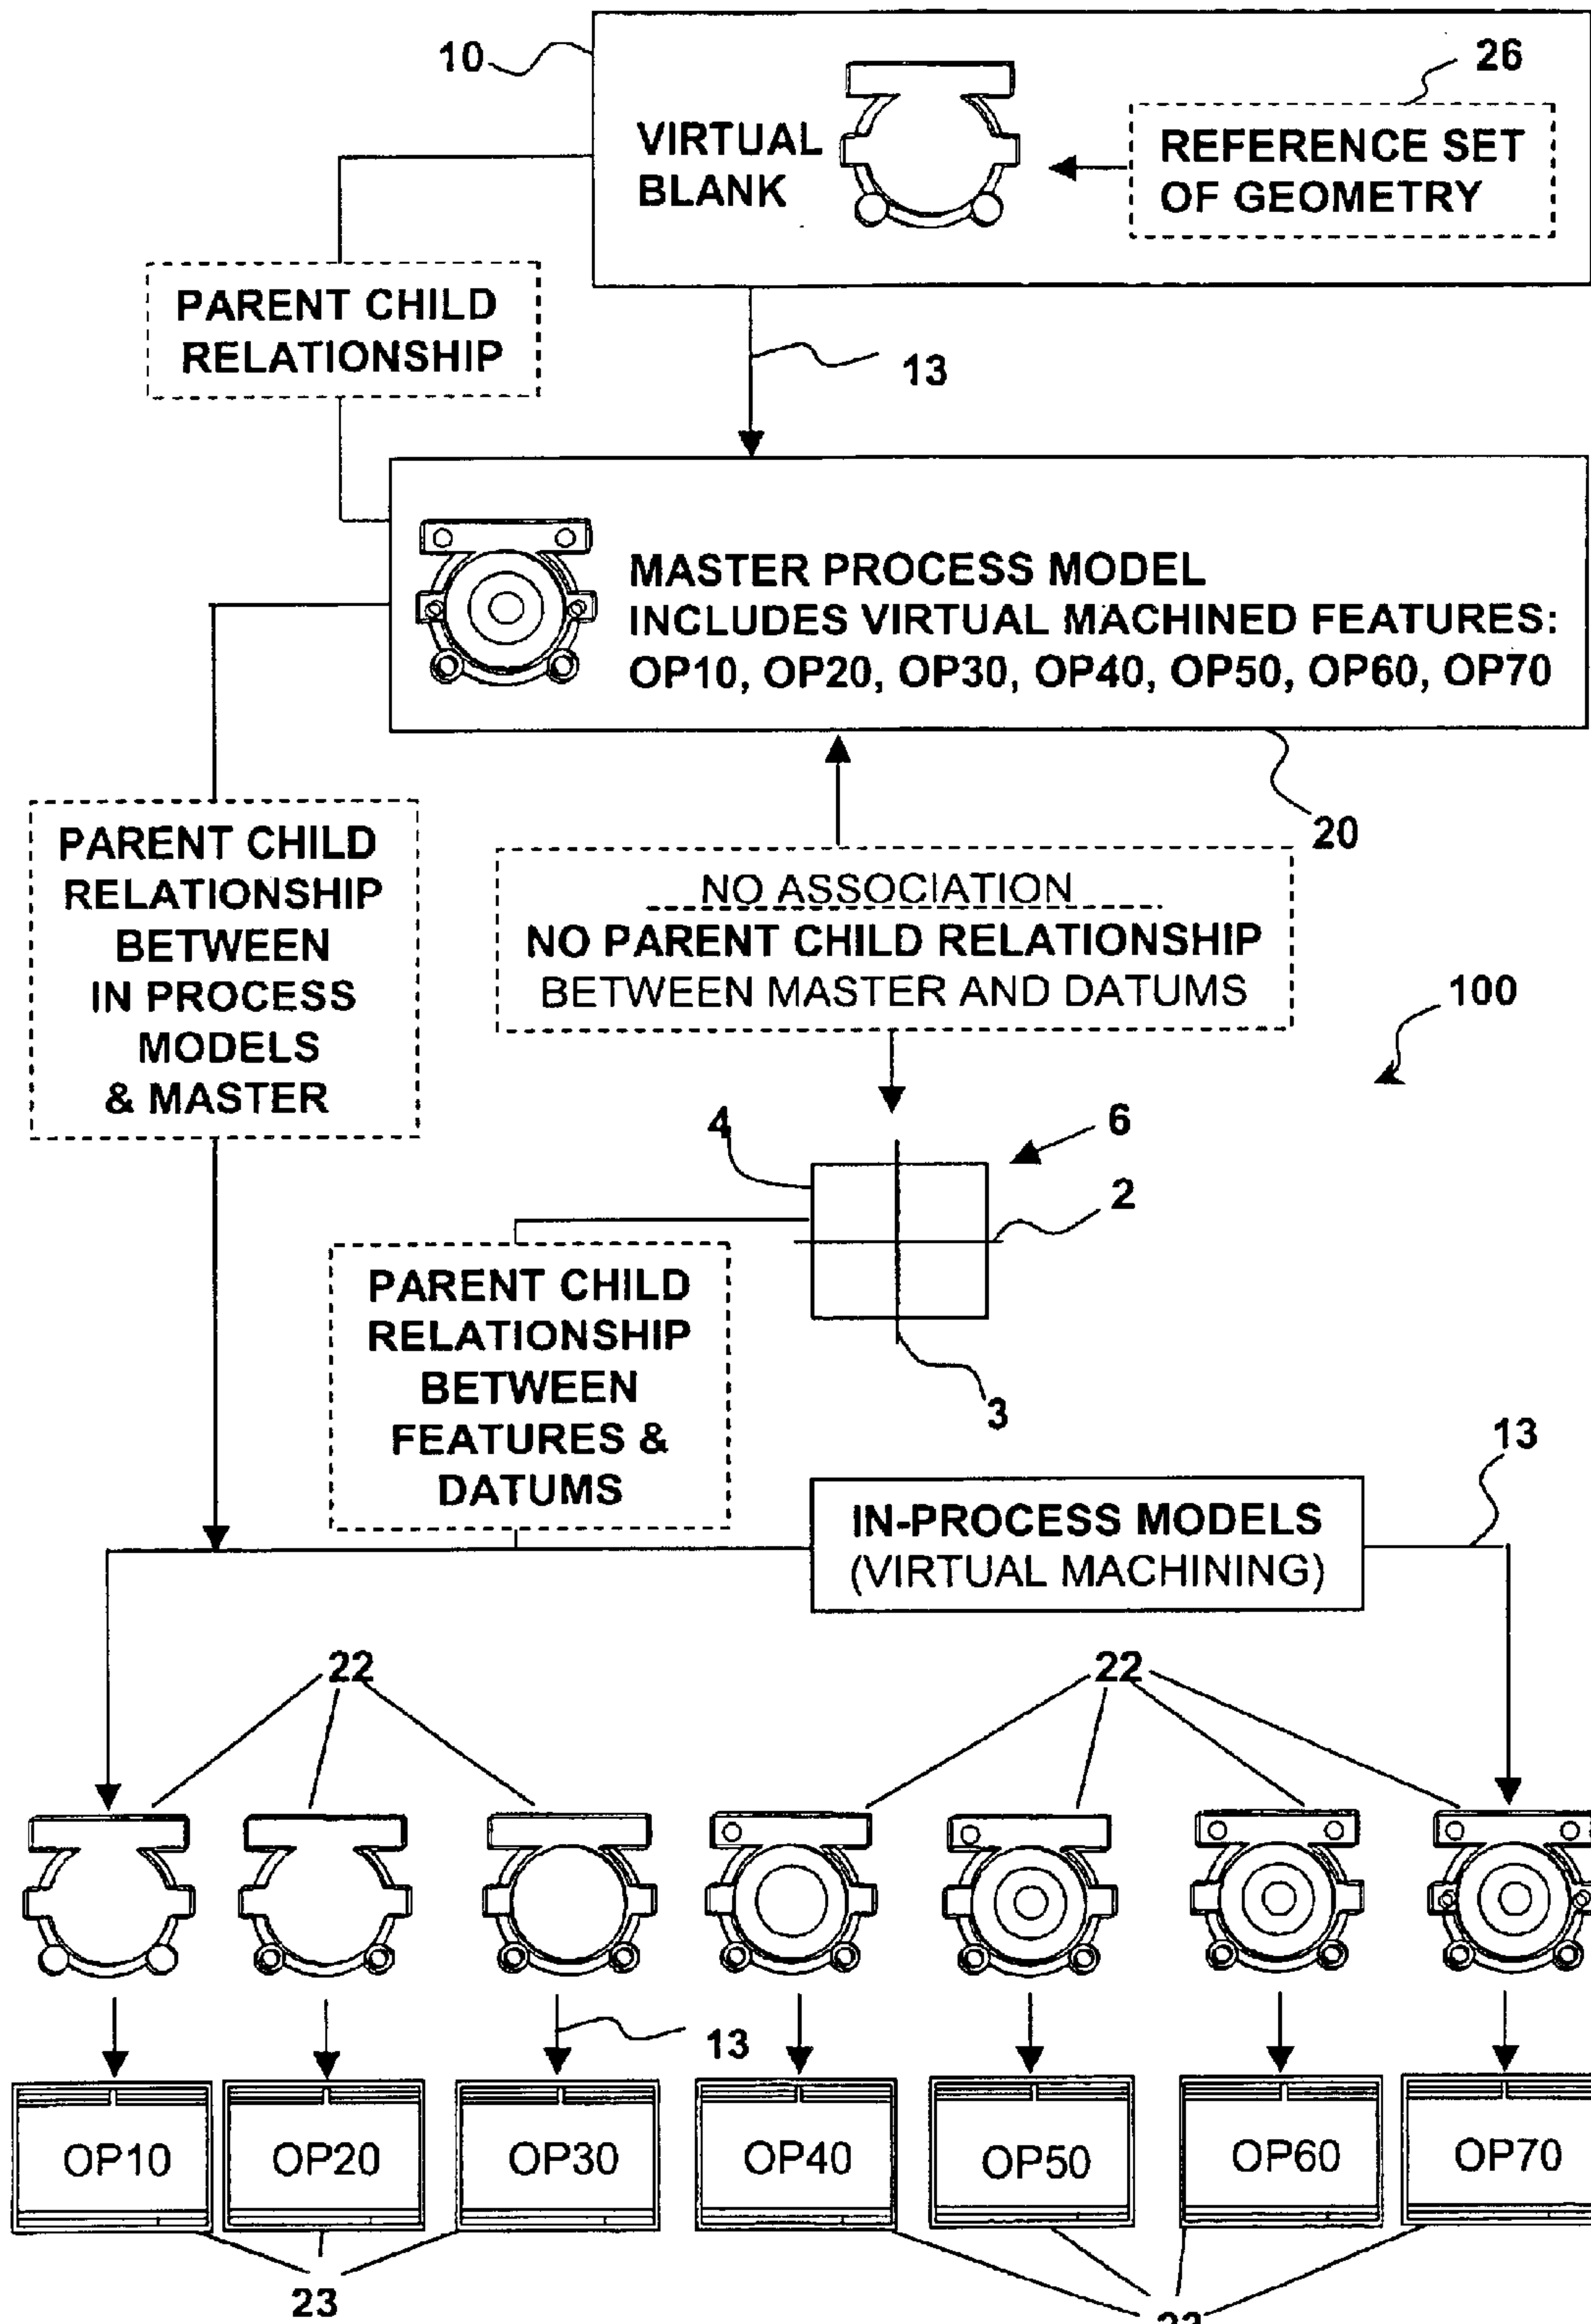 10
26
VIRTUAL
BLANK
REFERENCE SET
OF GEOMETRY
PARENT CHILD
RELATIONSHIP
13
MASTER PROCESS MODEL
INCLUDES VIRTUAL MACHINED FEATURES:
OP10, OP20, OP30, OP40, OP50, OP60, OP70
20
PARENT CHILD
RELATIONSHIP
BETWEEN
IN PROCESS
MODELS
& MASTER
NO ASSOCIATION
NO PARENT CHILD RELATIONSHIP
BETWEEN MASTER AND DATUMS
100
4
6
2
3
PARENT CHILD
RELATIONSHIP
BETWEEN
FEATURES &
DATUMS
13
IN-PROCESS MODELS
(VIRTUAL MACHINING)
22
22
13
OP10
OP20
OP30
OP40
OP50
OP60
OP70
23